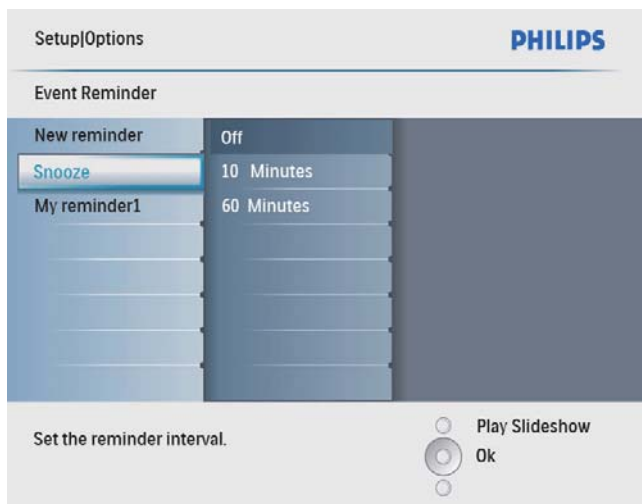 Setup|Options
PHILIPS
Event Reminder
New reminder
Off
Snooze
10 Minutes
My reminder1
60 Minutes
Set the reminder interval.
Play Slideshow
Ok